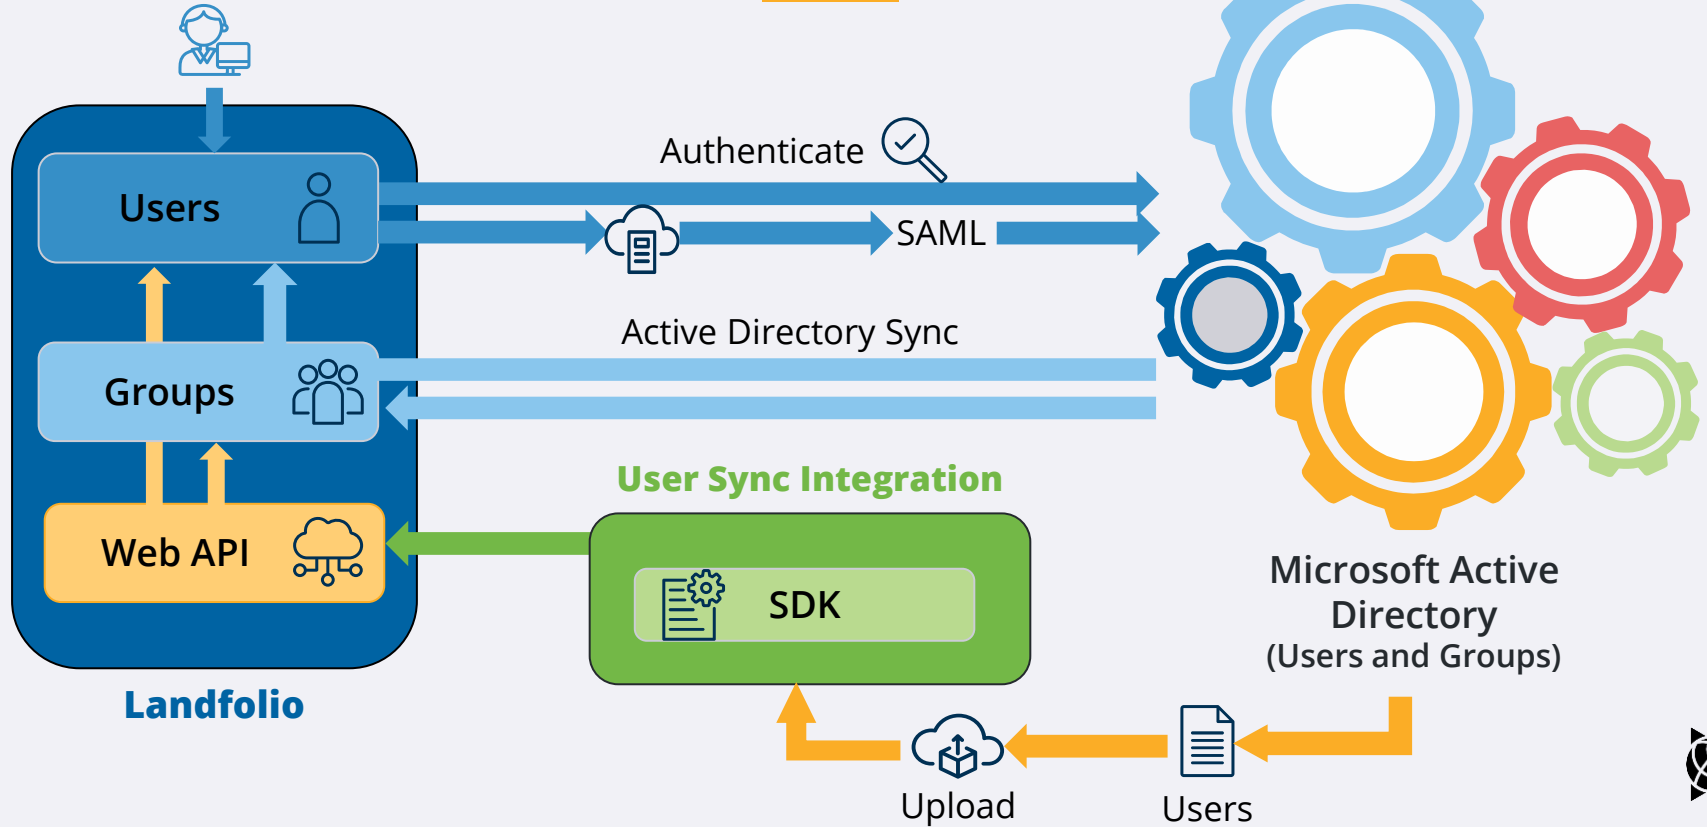 Authenticate
Users
SAML
Active Directory Sync
Groups
User Sync Integration
Web API
SDK
Microsoft Active
Directory
(Users and Groups)
Landfolio
Upload
Users